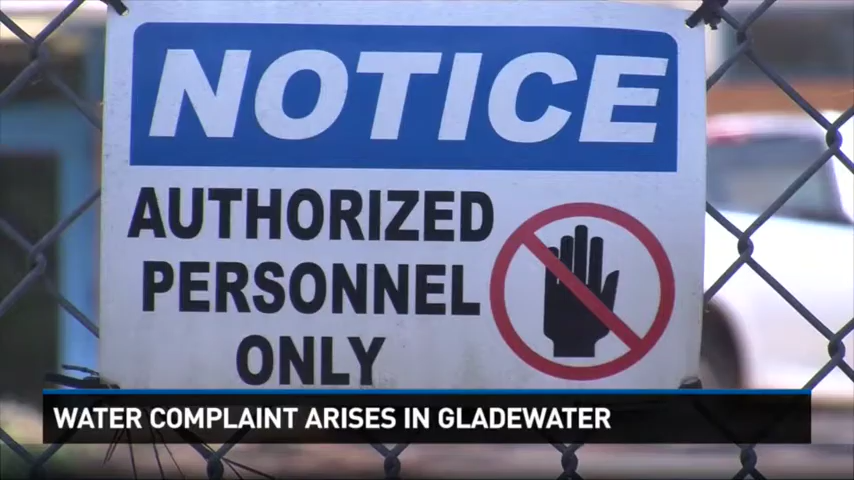 NOTICE
AUTHORIZED
PERSONNEL
ONLY
WATER COMPLAINT ARISES IN GLADEWATER